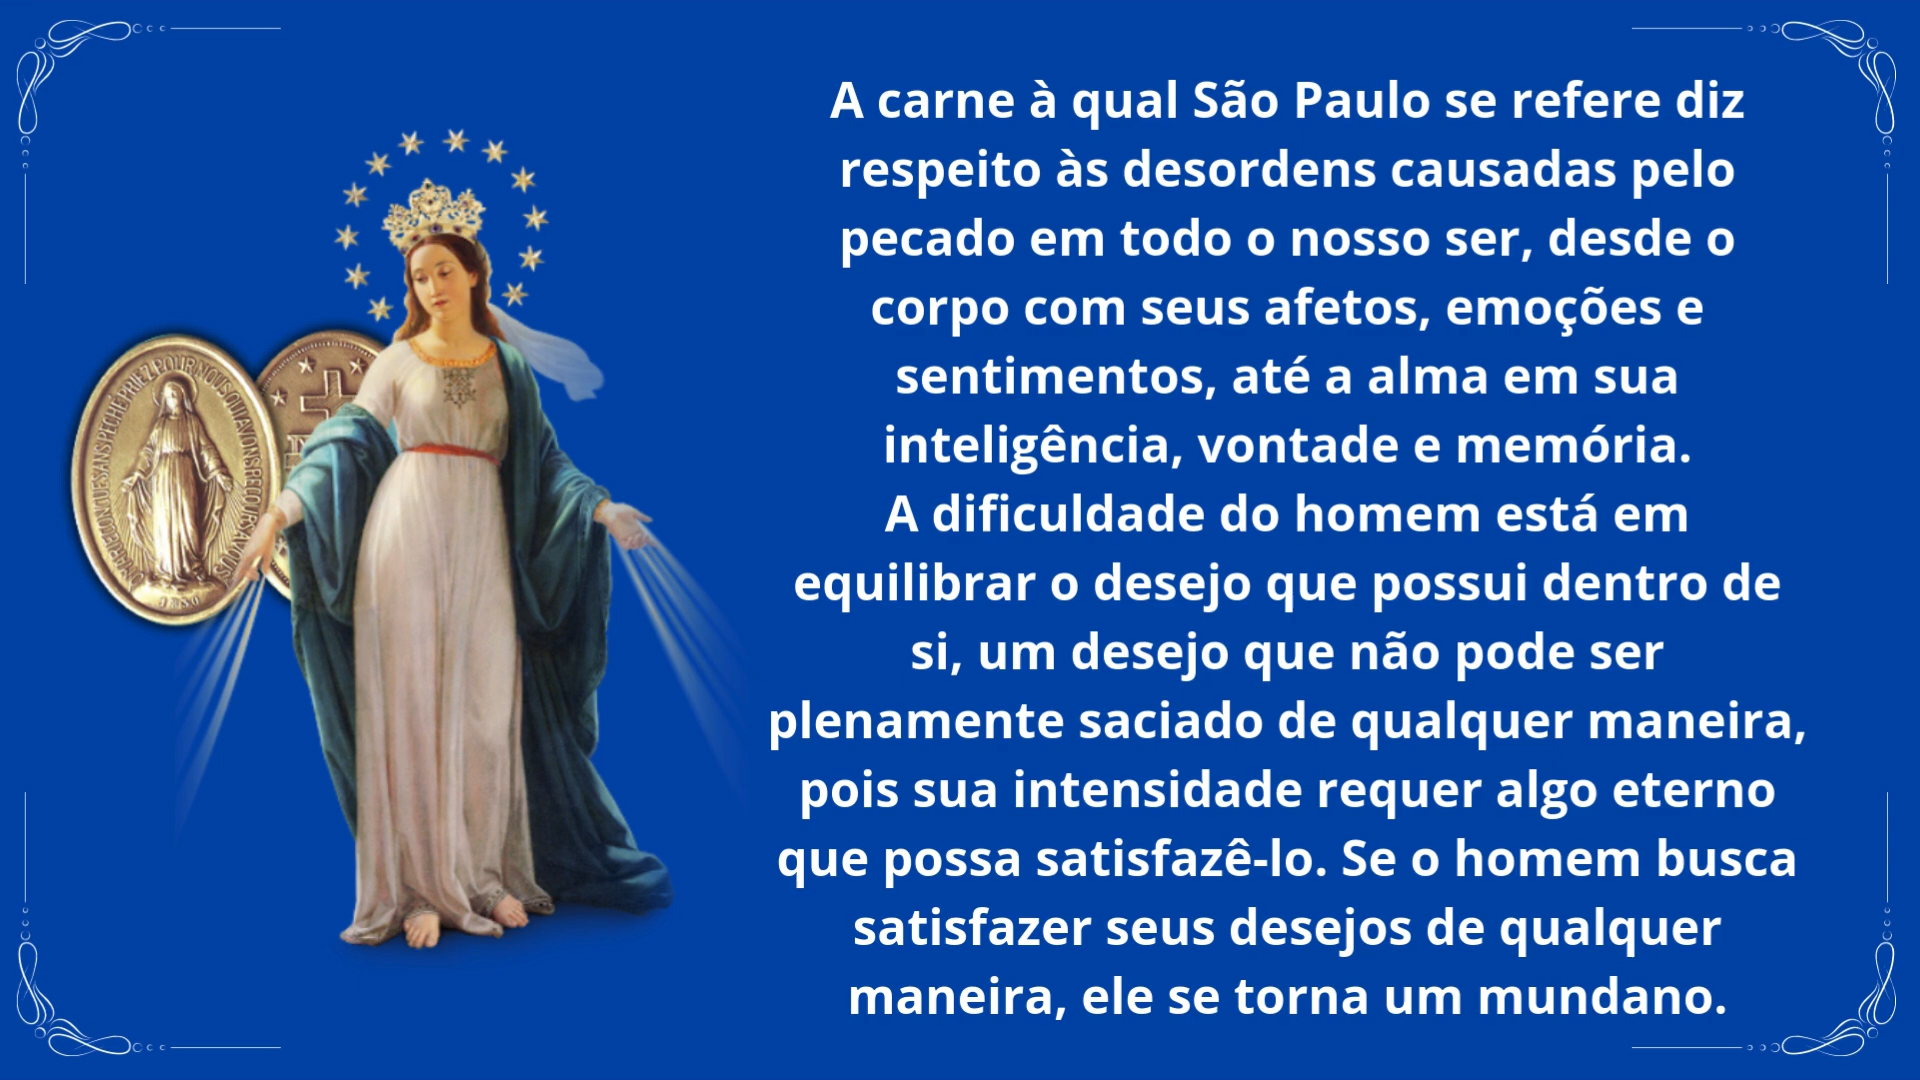 A carne à qual São Paulo se refere diz
respeito às desordens causadas pelo
pecado em todo o nosso ser, desde o
corpo com seus afetos, emoções e
sentimentos, até a alma em sua
inteligência, vontade e memória.
A dificuldade do homem está em
equilibrar o desejo que possui dentro de
si, um desejo que não pode ser
plenamente saciado de qualquer maneira,
pois sua intensidade requer algo eterno
que possa satisfazê-lo. Se o homem busca
satisfazer seus desejos de qualquer
maneira, ele se torna um mundano.